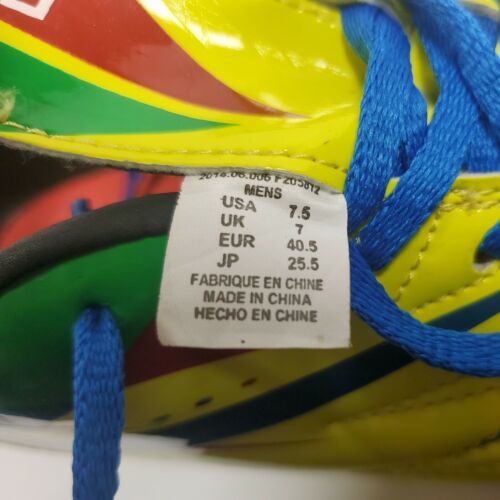 2014.06.006 F205812
MENS
USA 7.5
UK 7
EUR 40.5
JP 25.5
FABRIQUE EN CHINE
MADE IN CHINA
HECHO EN CHINE